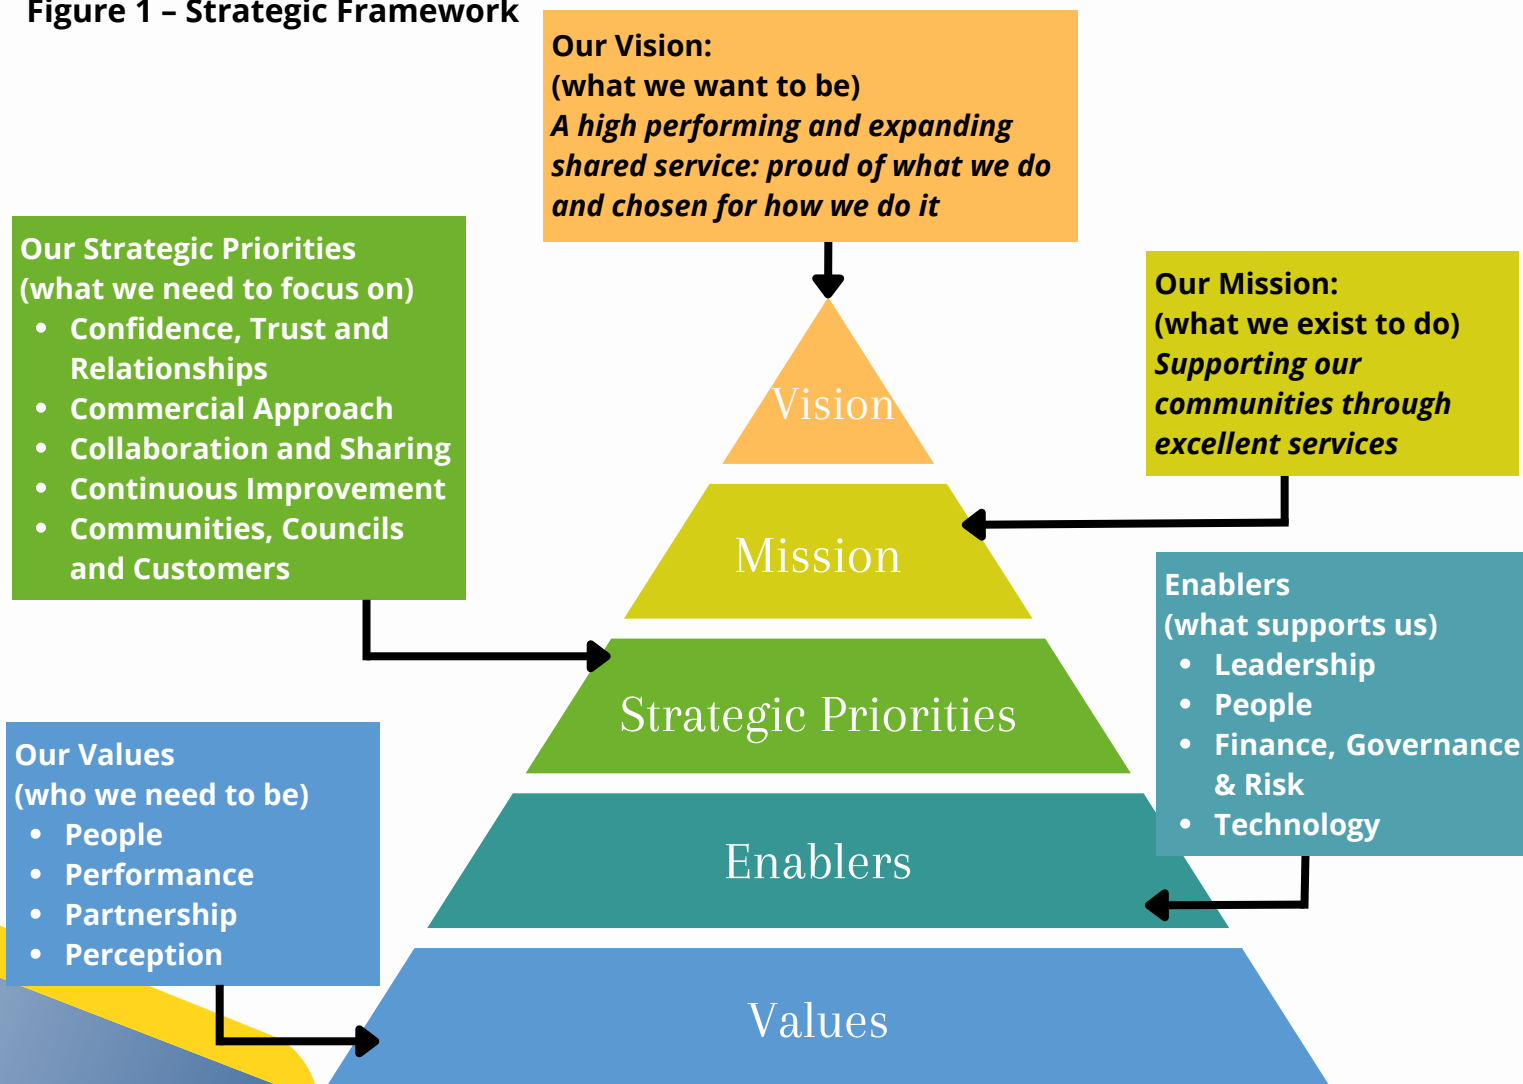 Figure 1 – Strategic Framework
Our Vision:
(what we want to be)
A high performing and expanding
shared service: proud of what we do
and chosen for how we do it
Our Strategic Priorities
(what we need to focus on)
• Confidence, Trust and
Relationships
• Commercial Approach
• Collaboration and Sharing
• Continuous Improvement
• Communities, Councils
and Customers
Our Mission:
(what we exist to do)
Supporting our
communities through
excellent services
Vision
Mission
Strategic Priorities
Enablers
Values
Enablers
(what supports us)
• Leadership
• People
• Finance, Governance
& Risk
• Technology
Our Values
(who we need to be)
• People
• Performance
• Partnership
• Perception